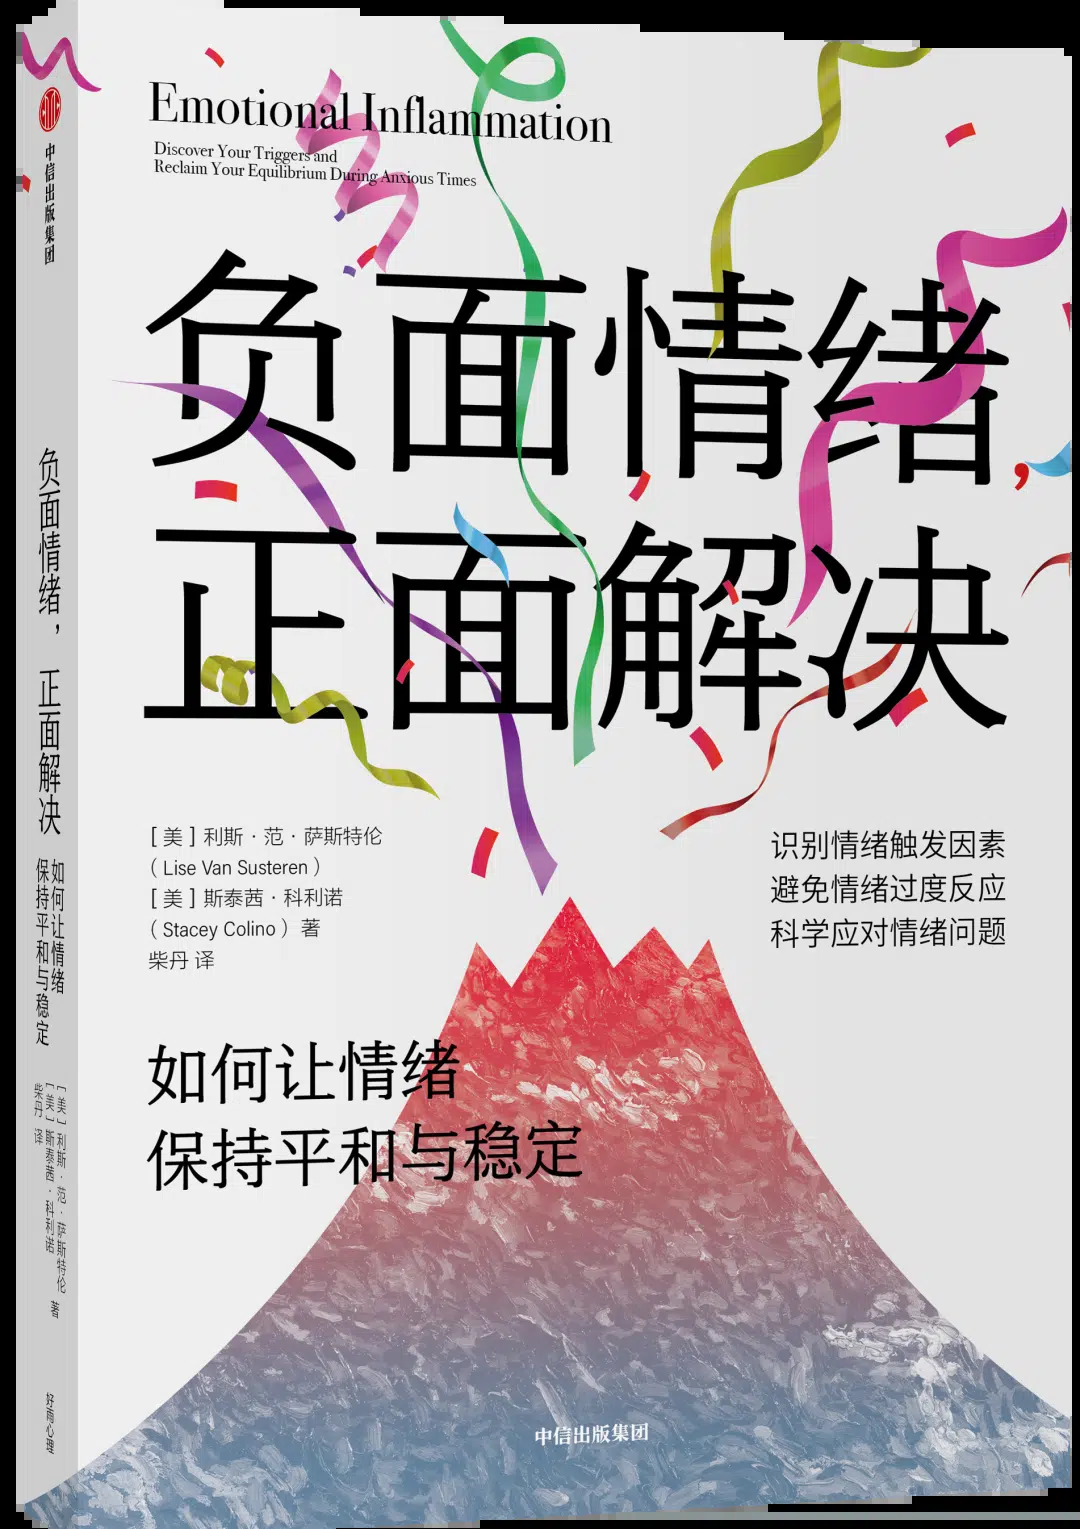 Emotional Inflammation
Discover Your Triggers and
Reclaim Your Equilibrium During Anxious Times
负面情绪,
正面解决
[美]利斯·范·萨斯特伦
(Lise Van Susteren)
[美]斯泰茜·科利诺
(Stacey Colino)著
柴丹 译
识别情绪触发因素
避免情绪过度反应
科学应对情绪问题
如何让情绪
保持平和与稳定
中信出版集团
中信出版集团
负面情绪,正面解决
如何让情绪
保持平和与稳定
[美]利斯·范·萨斯特伦
[美]斯泰茜·科利诺 著
柴丹 译
好雨心理